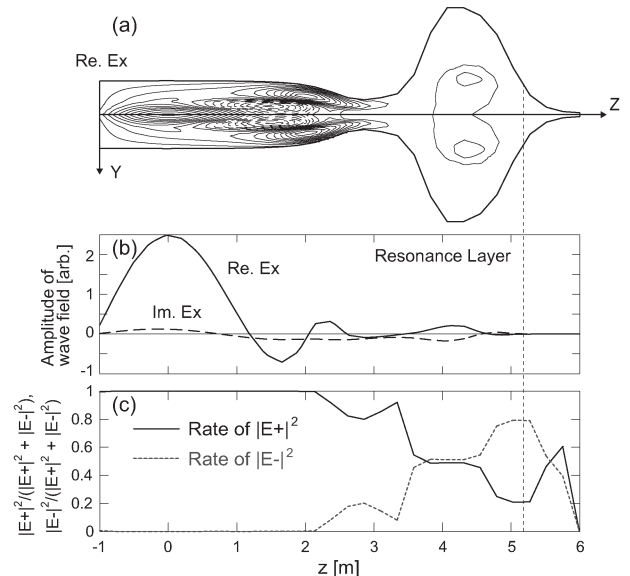 (a)
Re. Ex
Z
Y
(b)
Amplitude of
wave field [arb.]
2
1
0
-1
Re. Ex
Im. Ex
Resonance Layer
(c)
|E+|²/(|E+|² + |E-|²),
|E-|²/(|E+|² + |E-|²)
1
0.8
0.6
0.4
0.2
0
Rate of |E+|²
Rate of |E-|²
-1 0 1 2 3 4 5 6
z [m]